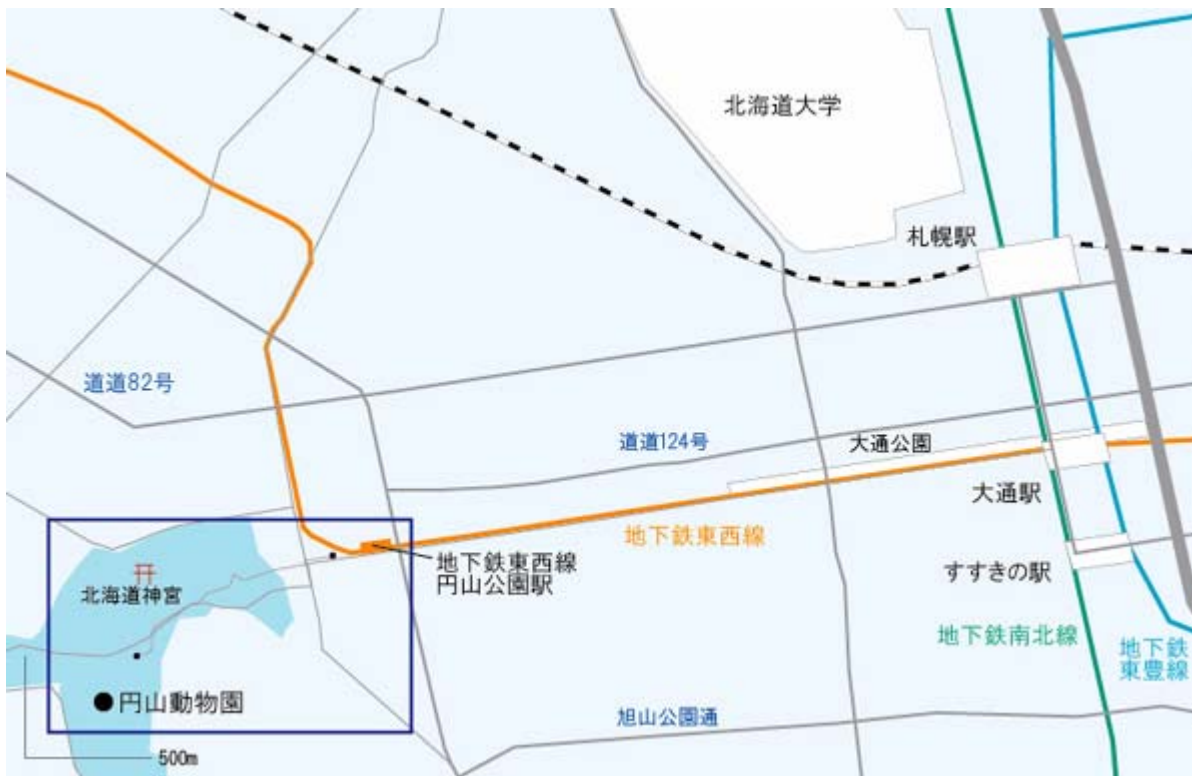 北海道大学
札幌駅
道道82号
道道124号
大通公園
大通駅
地下鉄東西線
地下鉄東西線
円山公園駅
すすきの駅
北海道神宮
地下鉄南北線
地下鉄
東豊線
円山動物園
旭山公園通
500m